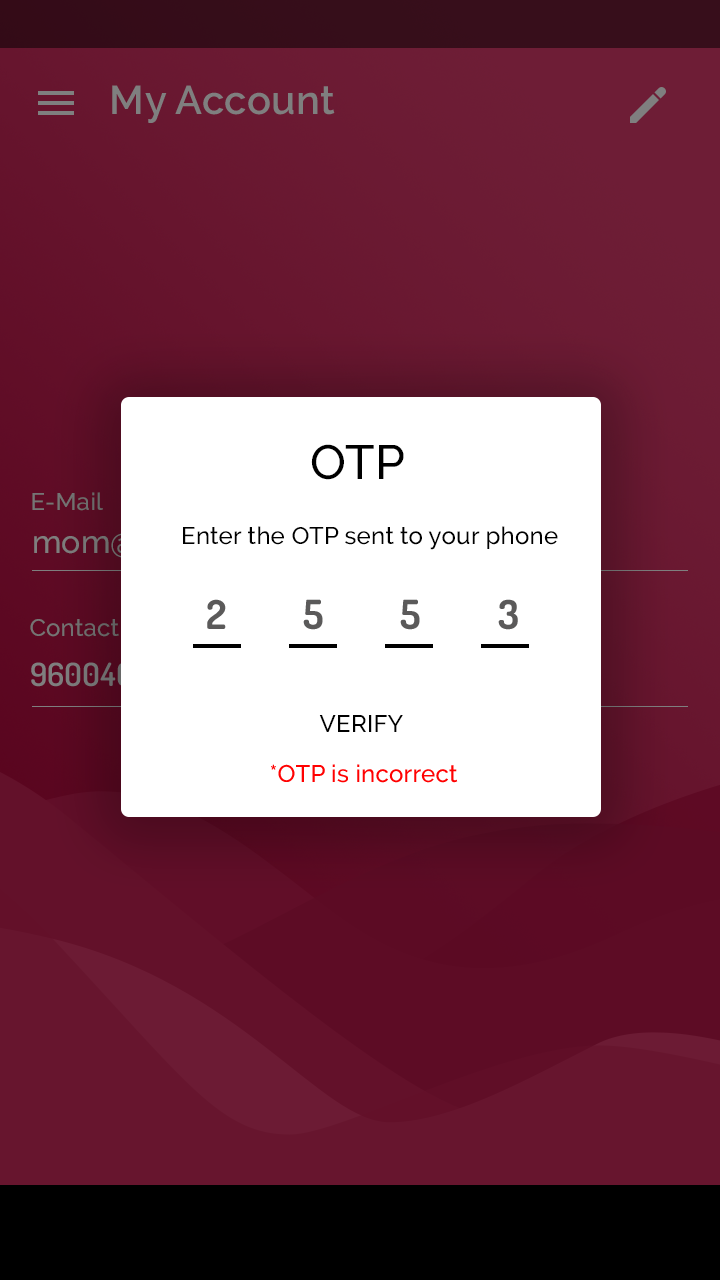 My Account
OTP
Enter the OTP sent to your phone
E-Mail
mom@
2 5 5 3
Contact
96004
VERIFY
*OTP is incorrect